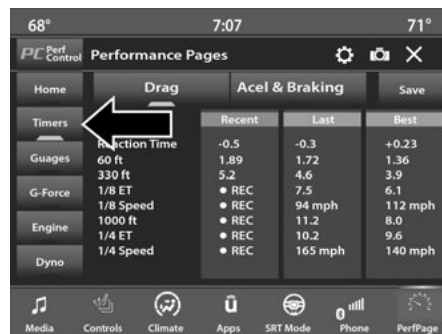 68° 7:07 71°
PC Perf Control Performance Pages
Home Drag Acel & Braking Save
Timers Recent Last Best
Reaction Time -0.5 -0.3 +0.23
Guages 60 ft 1.89 1.72 1.36
330 ft 5.2 4.6 3.9
G-Force 1/8 ET ● REC 7.5 6.1
1/8 Speed ● REC 94 mph 112 mph
Engine 1000 ft ● REC 11.2 8.0
1/4 ET ● REC 10.2 9.6
1/4 Speed ● REC 165 mph 140 mph
Dyno
Media Controls Climate Apps SRT Mode Phone PerfPage